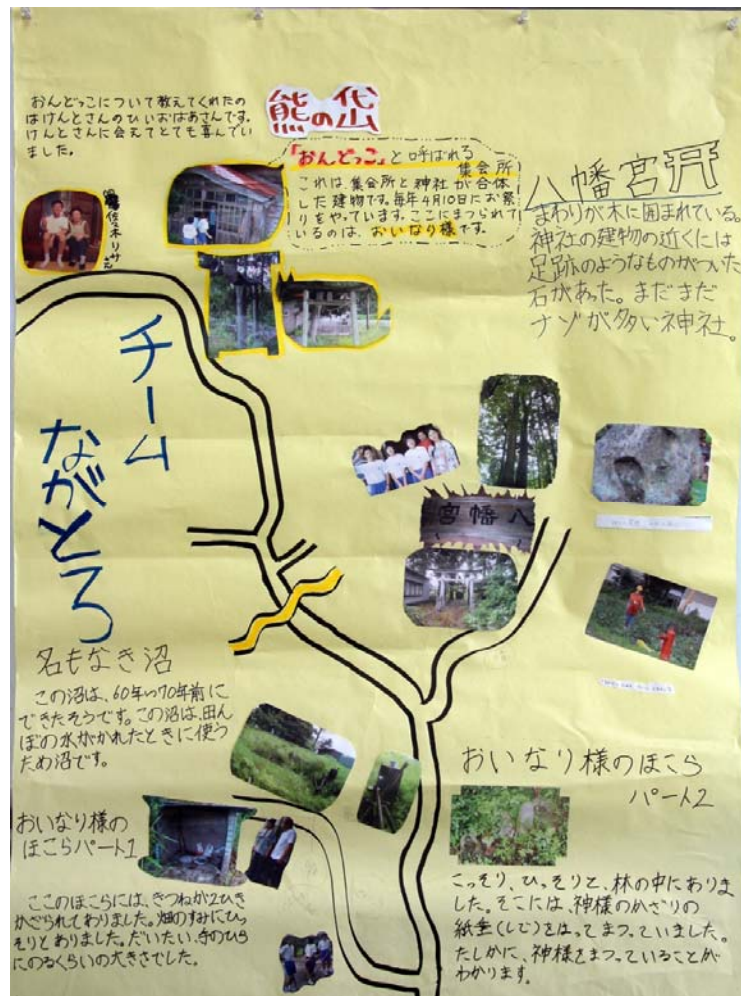 おんどっこについて教えてくれたの
はけんとさんのひいおばあさんです。
けんとさんに会えてとても喜んでい
ました。
熊の岱
「おんどっこ」と呼ばれる
集会所
これは、集会所と神社が合体
した建物です。毎年4月10日にお祭
りをやっています。ここにまつられて
いるのは、おいなり様です。
佐々木リサさん
八幡宮
まわりが木に囲まれている。
神社の建物の近くには
足跡のようなものがついた
石があった。まだまだ
ナゾが多い神社。
チーム
ながとろ
八幡宮
名もなき沼
この沼は、60年〜70年前に
できたそうです。この沼は、田ん
ぼの水がかれたときに使う
ため沼です。
おいなり様の
ほこらパート1
ここのほこらには、きつねが2ひき
かざられてありました。畑のすみにひっ
そりとありました。だいたい、手のひら
にのるくらいの大きさでした。
おいなり様のほこら
パート2
こっそり、ひっそりと、林の中にありま
した。そこには、神様のかざりの
紙垂(しで)をはってまつっていました。
たしかに、神様をまつっていることが
わかります。